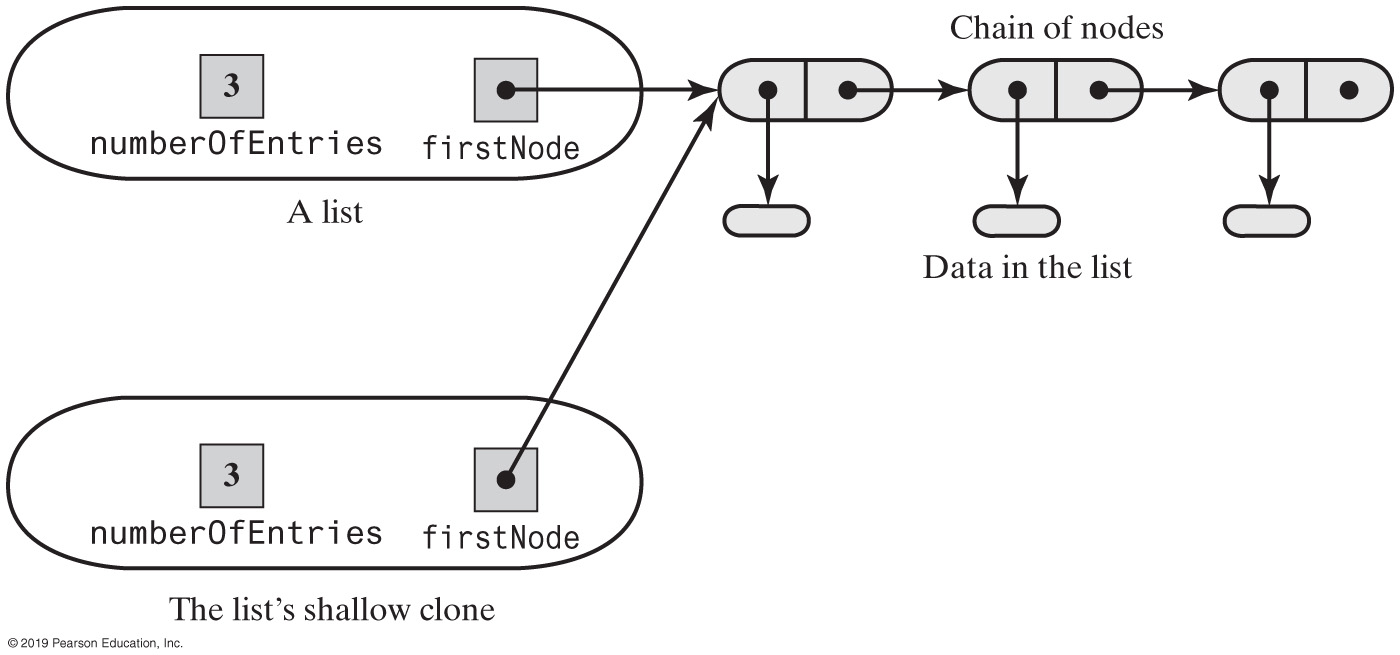 Chain of nodes
3
numberOfEntries
firstNode
A list
Data in the list
3
numberOfEntries
firstNode
The list’s shallow clone
© 2019 Pearson Education, Inc.